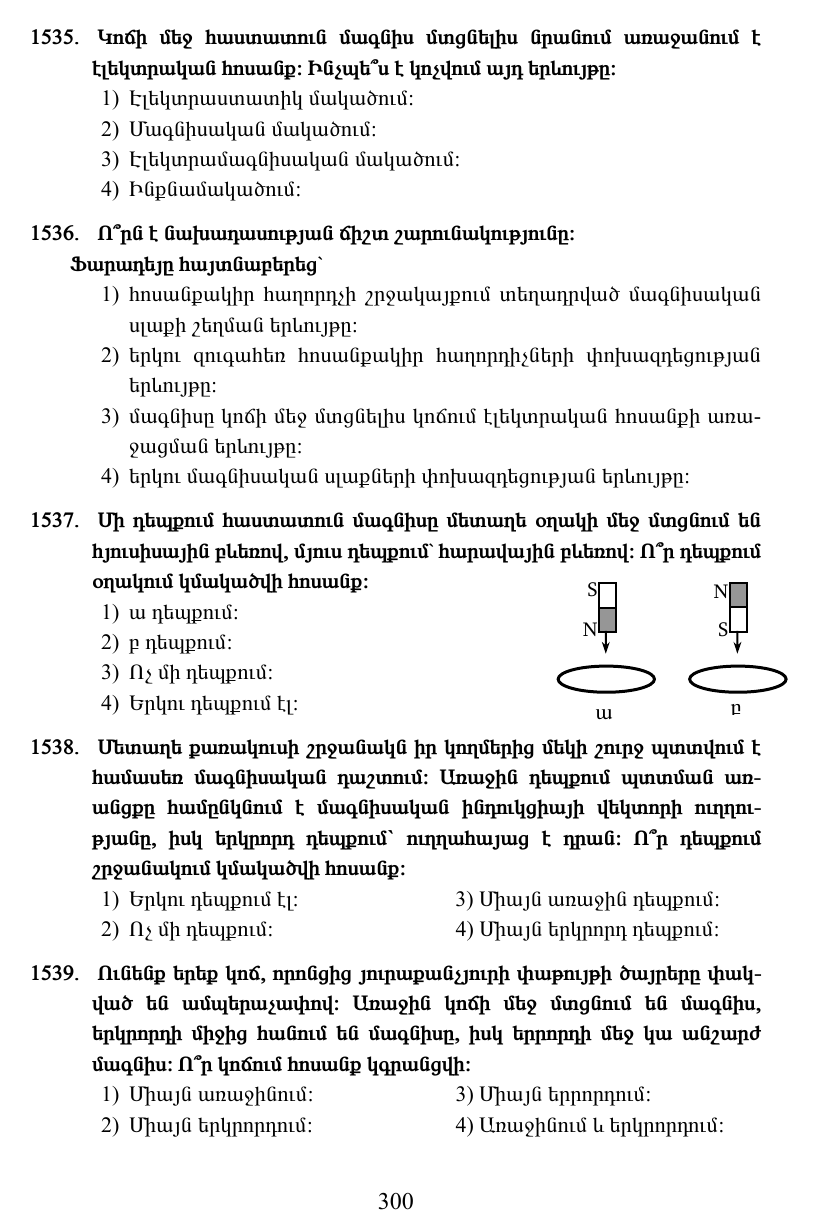 1535. Կոճի մեջ հաստատուն մագնիս մտցնելիս նրանում առաջանում է
էլեկտրական հոսանք: Ինչպե՞ս է կոչվում այդ երևույթը:
1) Էլեկտրաստատիկ մակածում:
2) Մագնիսական մակածում:
3) Էլեկտրամագնիսական մակածում:
4) Ինքնամակածում:
1536. Ո՞րն է նախադասության ճիշտ շարունակությունը:
Ֆարադեյը հայտնաբերեց՝
1) հոսանքակիր հաղորդչի շրջակայքում տեղադրված մագնիսական
սլաքի շեղման երևույթը:
2) երկու զուգահեռ հոսանքակիր հաղորդիչների փոխազդեցության
երևույթը:
3) մագնիսը կոճի մեջ մտցնելիս կոճում էլեկտրական հոսանքի առա-
ջացման երևույթը:
4) երկու մագնիսական սլաքների փոխազդեցության երևույթը:
1537. Մի դեպքում հաստատուն մագնիսը մետաղե օղակի մեջ մտցնում են
հյուսիսային բևեռով, մյուս դեպքում՝ հարավային բևեռով: Ո՞ր դեպքում
օղակում կմակածվի հոսանք:
1) ա դեպքում:
2) բ դեպքում:
3) Ոչ մի դեպքում:
4) Երկու դեպքում էլ:
S N
N S
ա բ
1538. Մետաղե քառակուսի շրջանակն իր կողմերից մեկի շուրջ պտտվում է
համասեռ մագնիսական դաշտում: Առաջին դեպքում պտտման առ-
անցքը համընկնում է մագնիսական ինդուկցիայի վեկտորի ուղղու-
թյանը, իսկ երկրորդ դեպքում՝ ուղղահայաց է դրան: Ո՞ր դեպքում
շրջանակում կմակածվի հոսանք:
1) Երկու դեպքում էլ: 3) Միայն առաջին դեպքում:
2) Ոչ մի դեպքում: 4) Միայն երկրորդ դեպքում:
1539. Ունենք երեք կոճ, որոնցից յուրաքանչյուրի փաթույթի ծայրերը փակ-
ված են ամպերաչափով: Առաջին կոճի մեջ մտցնում են մագնիս,
երկրորդի միջից հանում են մագնիսը, իսկ երրորդի մեջ կա անշարժ
մագնիս: Ո՞ր կոճում հոսանք կգրանցվի:
1) Միայն առաջինում: 3) Միայն երրորդում:
2) Միայն երկրորդում: 4) Առաջինում և երկրորդում:
300